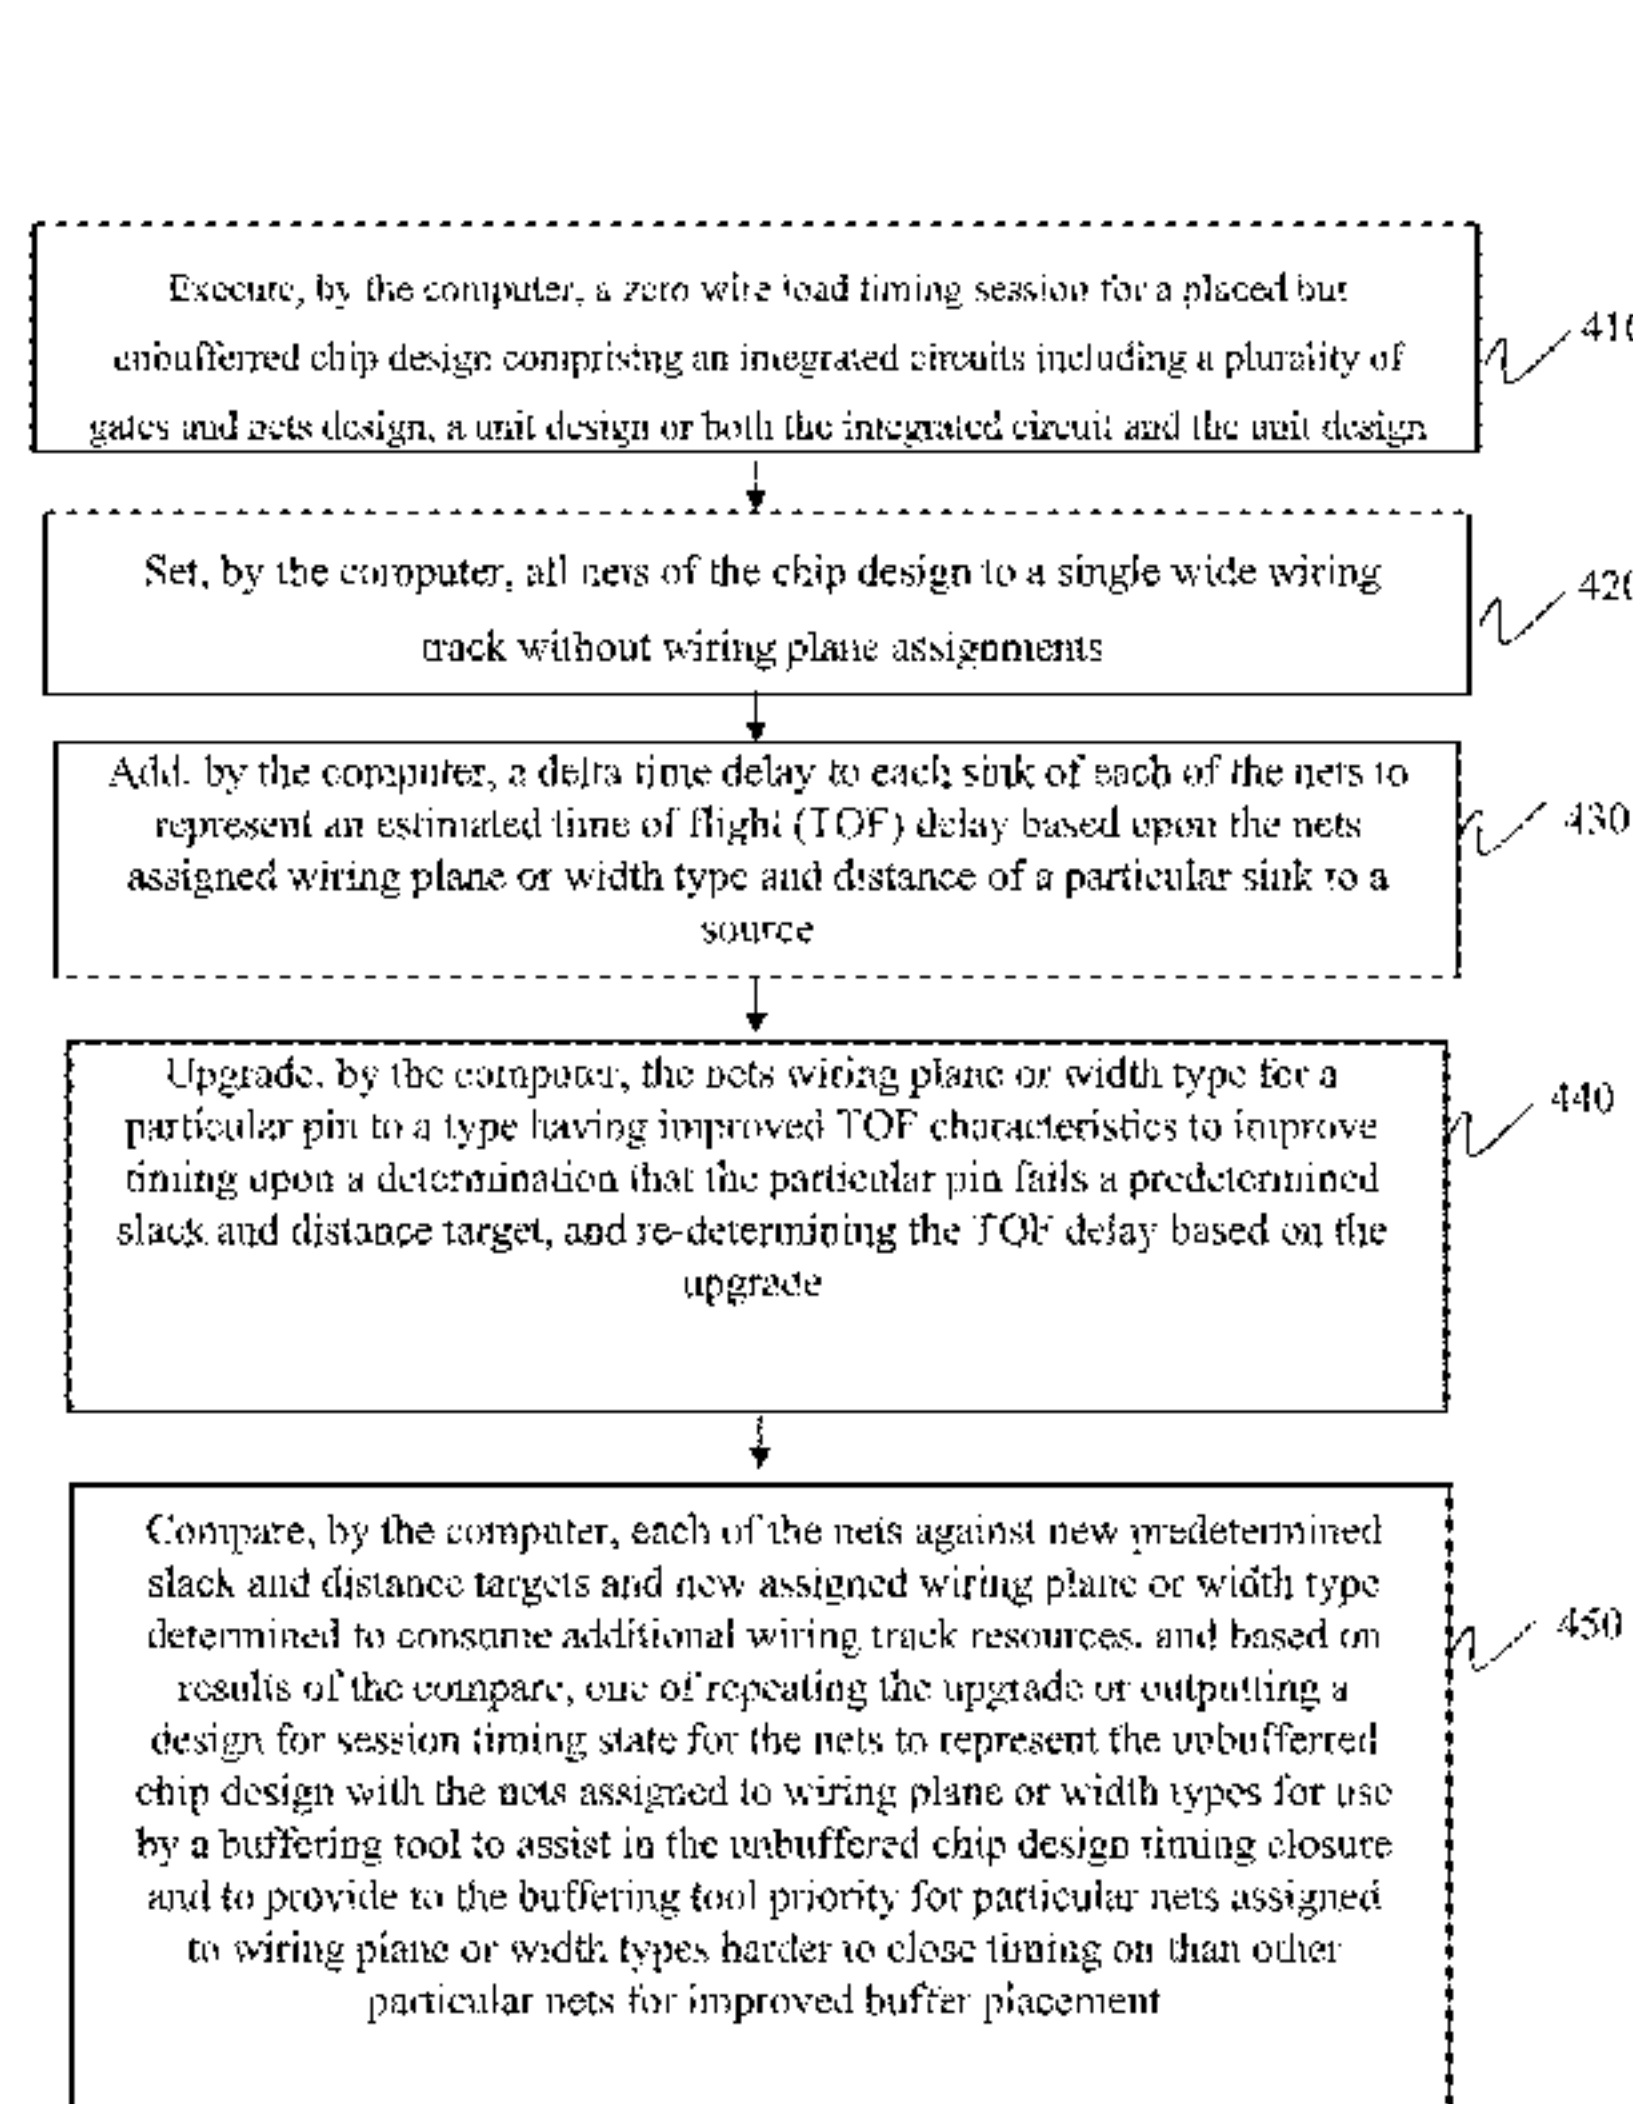 Execute, by the computer, a zero wire load timing session for a placed but
unbufferred chip design comprising an integrated circuits including a plurality of
gates and nets design, a unit design or both the integrated circuit and the unit design
410
Set, by the computer, all nets of the chip design to a single wide wiring
track without wiring plane assignments
420
Add, by the computer, a delta time delay to each sink of each of the nets to
represent an estimated time of flight (TOF) delay based upon the nets
assigned wiring plane or width type and distance of a particular sink to a
source
430
Upgrade, by the computer, the nets wiring plane or width type for a
particular pin to a type having improved TOF characteristics to improve
timing upon a determination that the particular pin fails a predetermined
slack and distance target, and re-determining the TOF delay based on the
upgrade
440
Compare, by the computer, each of the nets against new predetermined
slack and distance targets and new assigned wiring plane or width type
determined to consume additional wiring track resources, and based on
results of the compare, one of repeating the upgrade or outputting a
design for session timing state for the nets to represent the unbufferred
chip design with the nets assigned to wiring plane or width types for use
by a buffering tool to assist in the unbuffered chip design timing closure
and to provide to the buffering tool priority for particular nets assigned
to wiring plane or width types harder to close timing on than other
particular nets for improved buffer placement
450